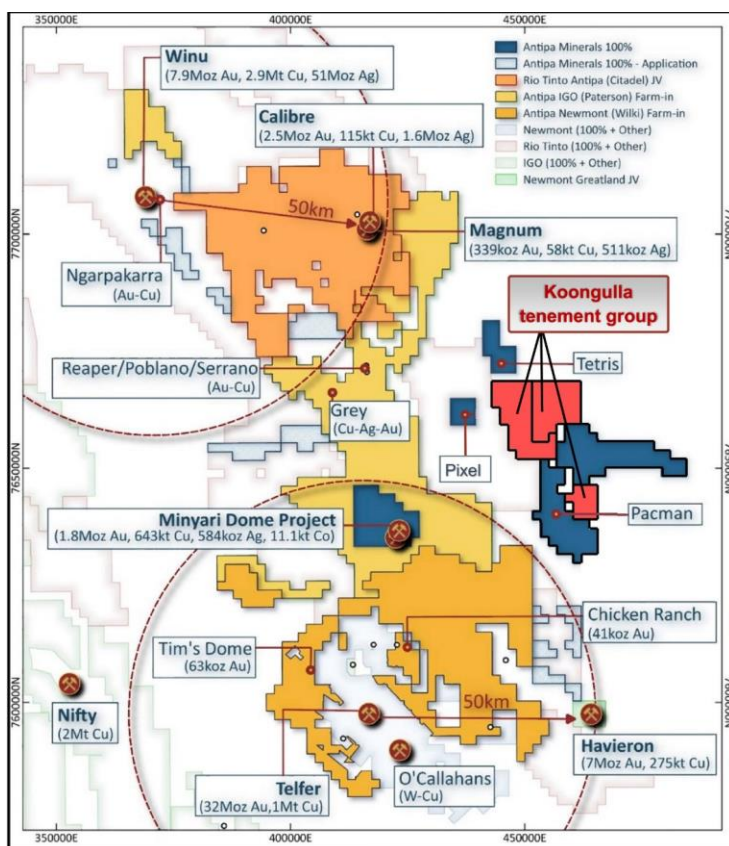 350000E
400000E
450000E
Winu
(7.9Moz Au, 2.9Mt Cu, 51Moz Ag)
Calibre
(2.5Moz Au, 115kt Cu, 1.6Moz Ag)
Antipa Minerals 100%
Antipa Minerals 100% - Application
Rio Tinto Antipa (Citadel) JV
Antipa IGO (Paterson) Farm-in
Antipa Newmont (Wilki) Farm-in
Newmont (100% + Other)
Rio Tinto (100% + Other)
IGO (100% + Other)
Newmont Greatland JV
50km
7700000N
7700000N
Magnum
(339koz Au, 58kt Cu, 511koz Ag)
Ngarpakarra
(Au-Cu)
Koongulla
tenement group
Reaper/Poblano/Serrano
(Au-Cu)
Tetris
Grey
(Cu-Ag-Au)
Pixel
7650000N
7650000N
Pacman
Minyari Dome Project
(1.8Moz Au, 643kt Cu, 584koz Ag, 11.1kt Co)
Chicken Ranch
(41koz Au)
Tim's Dome
(63koz Au)
50km
7600000N
7600000N
Nifty
(2Mt Cu)
Havieron
(7Moz Au, 275kt Cu)
Telfer
(32Moz Au,1Mt Cu)
O'Callahans
(W-Cu)
350000E
400000E
450000E